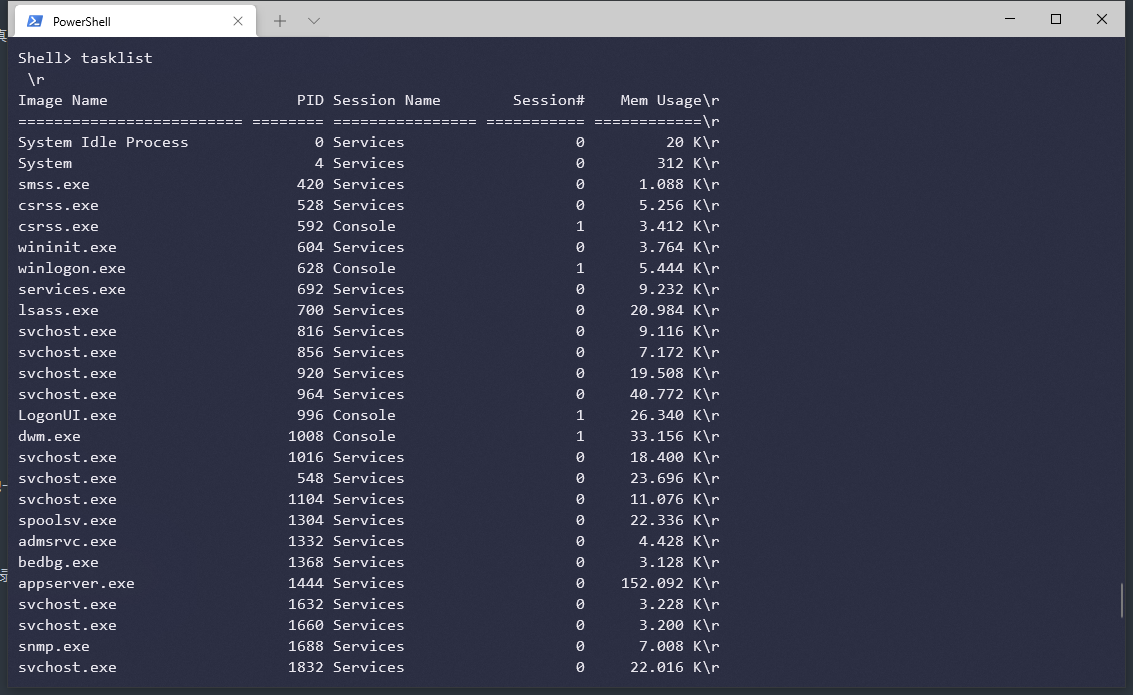 PowerShell
Shell> tasklist
 \r
Image Name                     PID Session Name        Session#    Mem Usage\r
========================= ======== ================ =========== ============\r
System Idle Process              0 Services                   0         20 K\r
System                           4 Services                   0        312 K\r
smss.exe                       420 Services                   0      1.088 K\r
csrss.exe                      528 Services                   0      5.256 K\r
csrss.exe                      592 Console                    1      3.412 K\r
wininit.exe                    604 Services                   0      3.764 K\r
winlogon.exe                   628 Console                    1      5.444 K\r
services.exe                   692 Services                   0      9.232 K\r
lsass.exe                      700 Services                   0     20.984 K\r
svchost.exe                    816 Services                   0      9.116 K\r
svchost.exe                    856 Services                   0      7.172 K\r
svchost.exe                    920 Services                   0     19.508 K\r
svchost.exe                    964 Services                   0     40.772 K\r
LogonUI.exe                    996 Console                    1     26.340 K\r
dwm.exe                       1008 Console                    1     33.156 K\r
svchost.exe                   1016 Services                   0     18.400 K\r
svchost.exe                    548 Services                   0     23.696 K\r
svchost.exe                   1104 Services                   0     11.076 K\r
spoolsv.exe                   1304 Services                   0     22.336 K\r
admsrvc.exe                   1332 Services                   0      4.428 K\r
bedbg.exe                     1368 Services                   0      3.128 K\r
appserver.exe                 1444 Services                   0    152.092 K\r
svchost.exe                   1632 Services                   0      3.228 K\r
svchost.exe                   1660 Services                   0      3.200 K\r
snmp.exe                      1688 Services                   0      7.008 K\r
svchost.exe                   1832 Services                   0     22.016 K\r